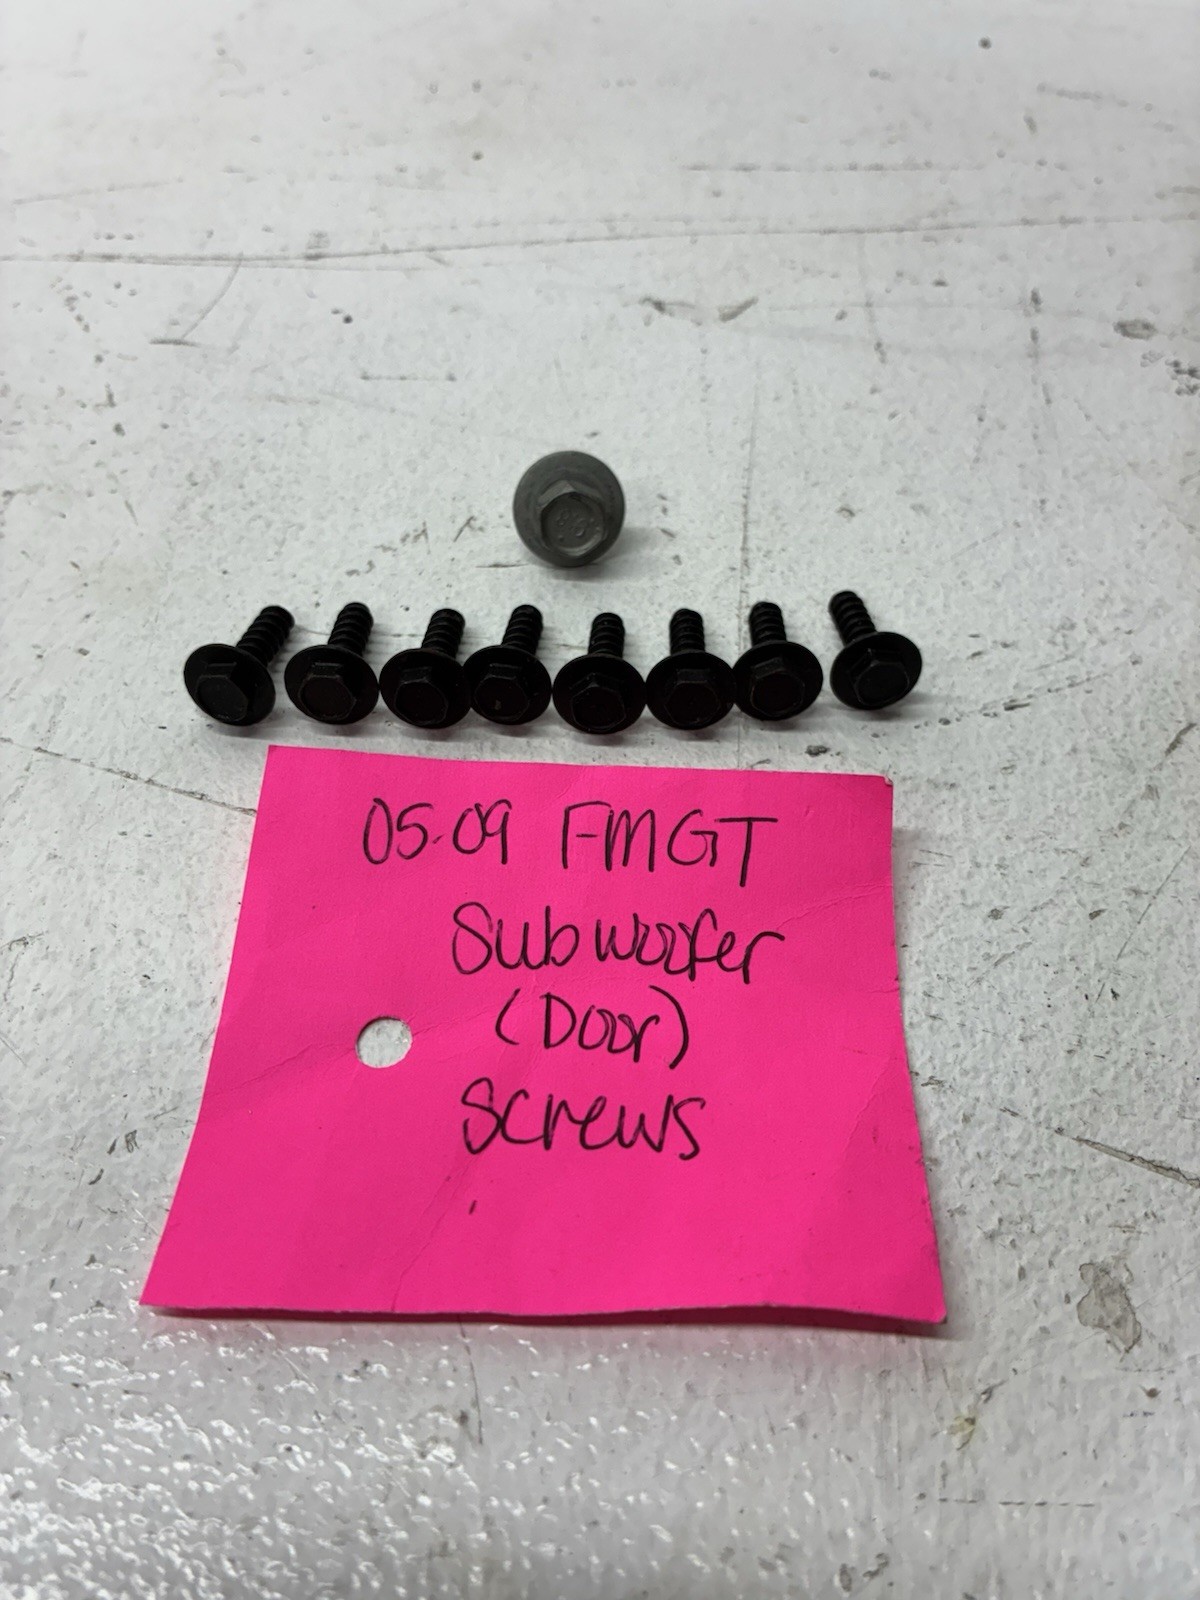 05-09 FMGT
Subwoofer
(Door)
Screws